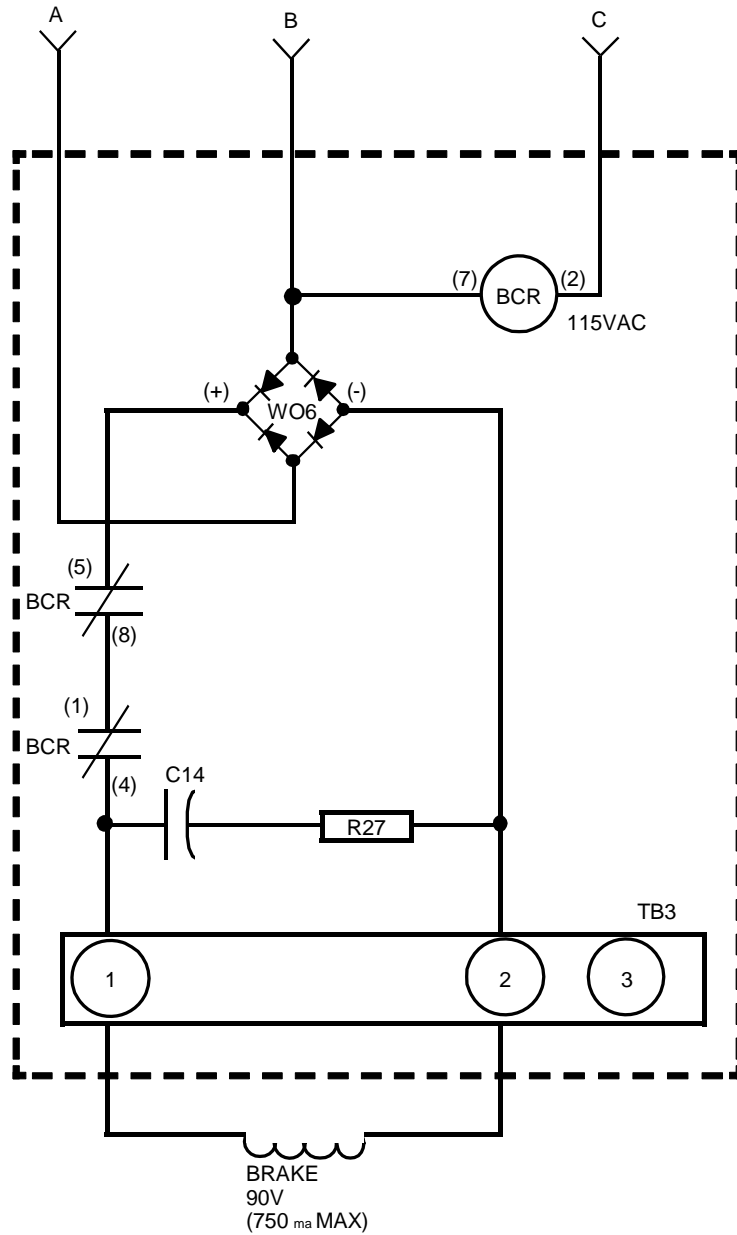 A
B
C
(7)
BCR
(2)
115VAC
(+)
WO6
(-)
(5)
BCR
(8)
(1)
BCR
(4)
C14
R27
TB3
1
2
3
BRAKE
90V
(750 ma MAX)